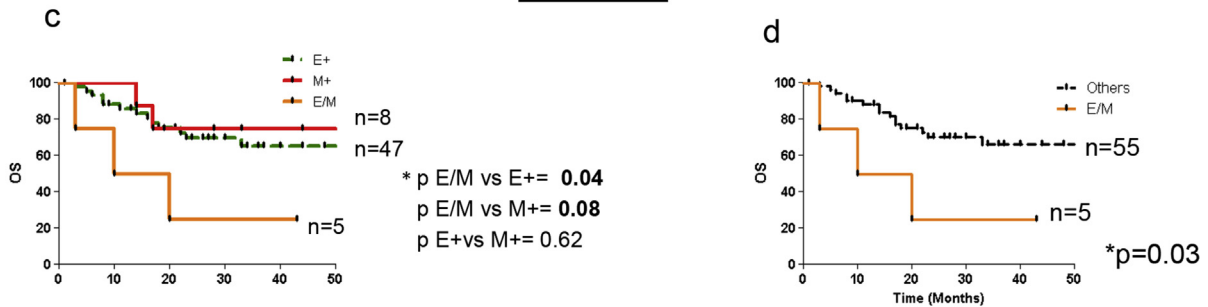 c
E+
M+
E/M
100
80
60
40
20
0
OS
0 10 20 30 40 50
n=8
n=47
n=5
* p E/M vs E+= 0.04
p E/M vs M+= 0.08
p E+vs M+= 0.62
d
Others
E/M
100
80
60
40
20
0
OS
0 10 20 30 40 50
Time (Months)
n=55
n=5
*p=0.03